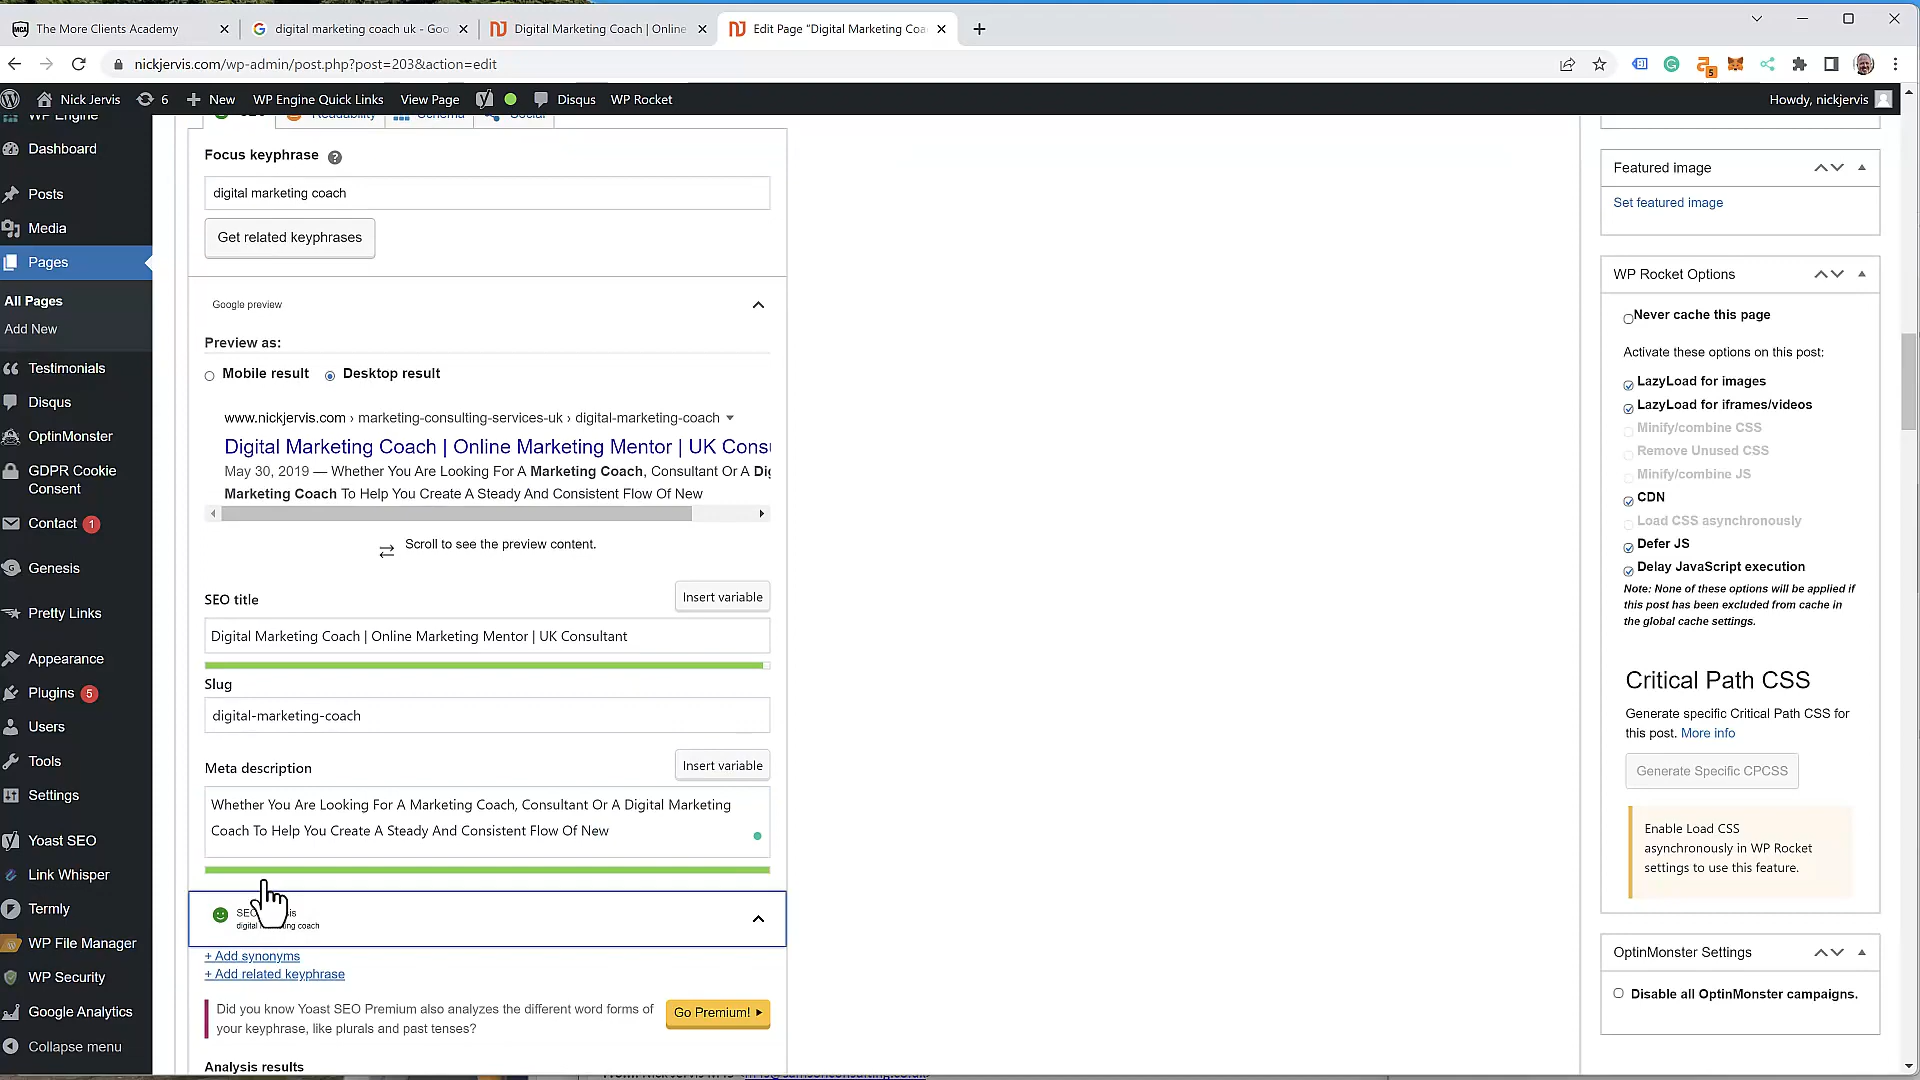 The More Clients Academy
digital marketing coach uk - Goo
Digital Marketing Coach | Online
Edit Page "Digital Marketing Coa
nickjervis.com/wp-admin/post.php?post=203&action=edit
5
Nick Jervis
6
New
WP Engine Quick Links
View Page
Disqus
WP Rocket
Howdy, nickjervis
WP Engine
Dashboard
Posts
Media
Pages
All Pages
Add New
Testimonials
Disqus
OptinMonster
GDPR Cookie
Consent
Contact 1
Genesis
Pretty Links
Appearance
Plugins 5
Users
Tools
Settings
Yoast SEO
Link Whisper
Termly
WP File Manager
WP Security
Google Analytics
Collapse menu
SEO
Readability
Schema
Social
Focus keyphrase
digital marketing coach
Get related keyphrases
Google preview
Preview as:
Mobile result
Desktop result
www.nickjervis.com › marketing-consulting-services-uk › digital-marketing-coach
Digital Marketing Coach | Online Marketing Mentor | UK Consu
May 30, 2019 — Whether You Are Looking For A Marketing Coach, Consultant Or A Dig
Marketing Coach To Help You Create A Steady And Consistent Flow Of New
Scroll to see the preview content.
SEO title
Insert variable
Digital Marketing Coach | Online Marketing Mentor | UK Consultant
Slug
digital-marketing-coach
Meta description
Insert variable
Whether You Are Looking For A Marketing Coach, Consultant Or A Digital Marketing
Coach To Help You Create A Steady And Consistent Flow Of New
digital coach
+ Add synonyms
+ Add related keyphrase
Did you know Yoast SEO Premium also analyzes the different word forms of
your keyphrase, like plurals and past tenses?
Go Premium!
Analysis results
Featured image
Set featured image
WP Rocket Options
Never cache this page
Activate these options on this post:
LazyLoad for images
LazyLoad for iframes/videos
Minify/combine CSS
Remove Unused CSS
Minify/combine JS
CDN
Load CSS asynchronously
Defer JS
Delay JavaScript execution
Note: None of these options will be applied if
this post has been excluded from cache in
the global cache settings.
Critical Path CSS
Generate specific Critical Path CSS for
this post. More info
Generate Specific CPCSS
Enable Load CSS
asynchronously in WP Rocket
settings to use this feature.
OptinMonster Settings
Disable all OptinMonster campaigns.